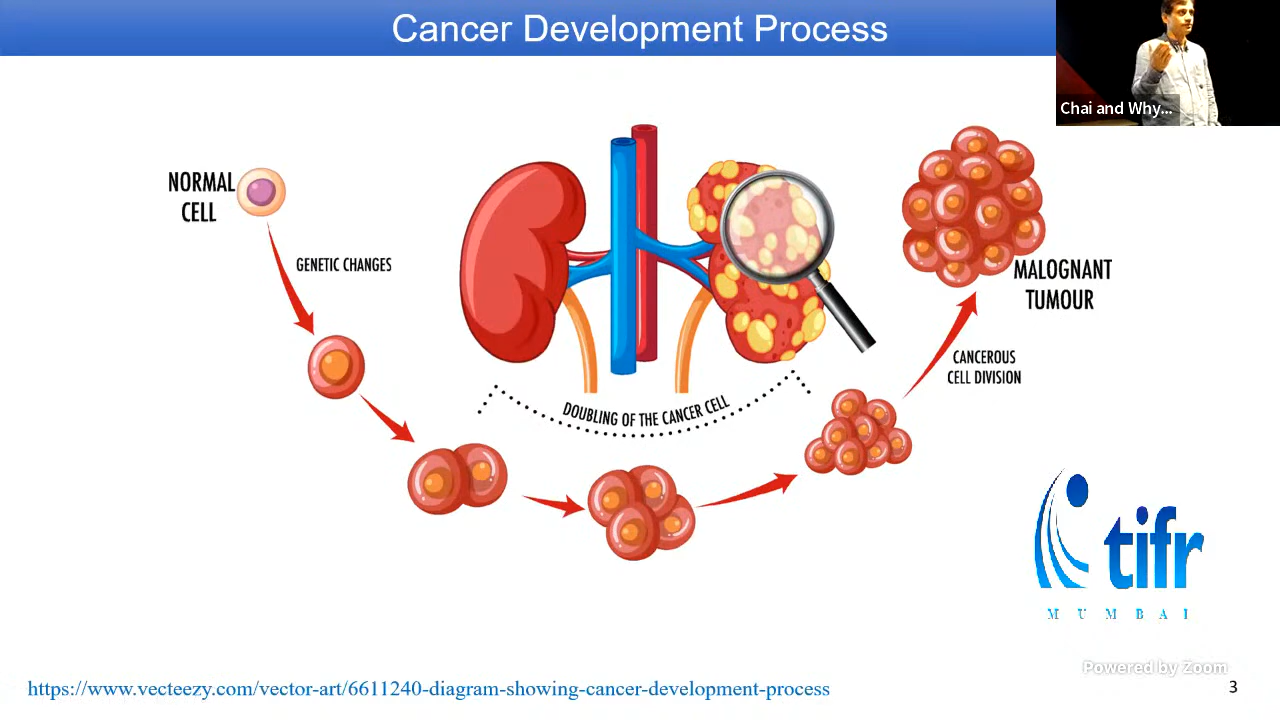 Cancer Development Process
Chai and Why...
NORMAL
CELL
GENETIC CHANGES
MALOGNANT
TUMOUR
CANCEROUS
CELL DIVISION
DOUBLING OF THE CANCER CELL
tifr
MUMBAI
Powered by Zoom
https://www.vecteezy.com/vector-art/6611240-diagram-showing-cancer-development-process
3